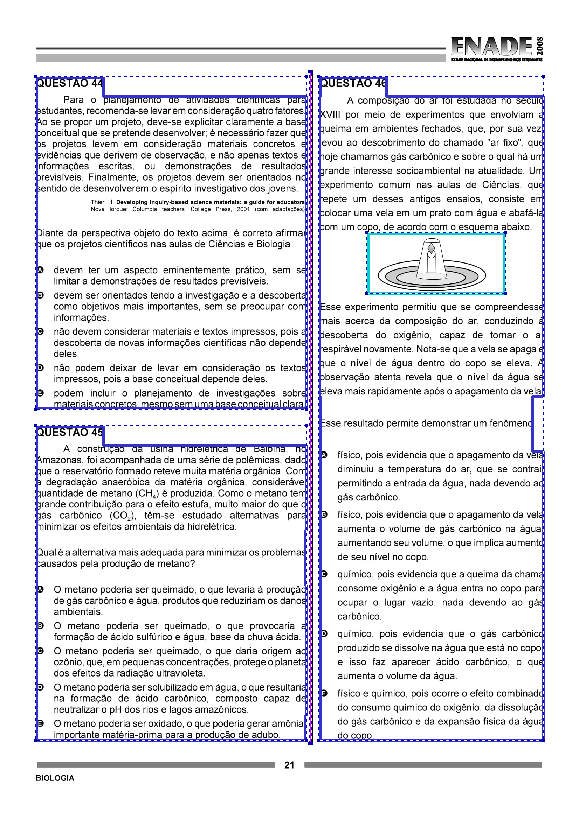 ENADE 2008
EXAME NACIONAL DE DESEMPENHO DOS ESTUDANTES
QUESTÃO 44
Para o planejamento de atividades científicas para
estudantes, recomenda-se levar em consideração quatro fatores.
Ao se propor um projeto, deve-se explicitar claramente a base
conceitual que se pretende desenvolver; é necessário fazer que
os projetos levem em consideração materiais concretos e
evidências que derivem de observação, e não apenas textos e
informações escritas, ou demonstrações de resultados
previsíveis. Finalmente, os projetos devem ser orientados no
sentido de desenvolverem o espírito investigativo dos jovens.
Thier, H. Developing inquiry-based science materials: a guide for educators.
Nova Iorque: Columbia teachers College Press, 2001 (com adaptações).
Diante da perspectiva objeto do texto acima, é correto afirmar
que os projetos científicos nas aulas de Ciências e Biologia
A devem ter um aspecto eminentemente prático, sem se
limitar a demonstrações de resultados previsíveis.
B devem ser orientados tendo a investigação e a descoberta
como objetivos mais importantes, sem se preocupar com
informações.
C não devem considerar materiais e textos impressos, pois a
descoberta de novas informações científicas não depende
deles.
D não podem deixar de levar em consideração os textos
impressos, pois a base conceitual depende deles.
E podem incluir o planejamento de investigações sobre
materiais concretos, mesmo sem uma base conceitual clara.
QUESTÃO 45
A construção da usina hidrelétrica de Balbina, no
Amazonas, foi acompanhada de uma série de polêmicas, dado
que o reservatório formado reteve muita matéria orgânica. Com
a degradação anaeróbica da matéria orgânica, considerável
quantidade de metano (CH4) é produzida. Como o metano tem
grande contribuição para o efeito estufa, muito maior do que o
gás carbônico (CO2), têm-se estudado alternativas para
minimizar os efeitos ambientais da hidrelétrica.
Qual é a alternativa mais adequada para minimizar os problemas
causados pela produção de metano?
A O metano poderia ser queimado, o que levaria à produção
de gás carbônico e água, produtos que reduziriam os danos
ambientais.
B O metano poderia ser queimado, o que provocaria a
formação de ácido sulfúrico e água, base da chuva ácida.
C O metano poderia ser queimado, o que daria origem ao
ozônio, que, em pequenas concentrações, protege o planeta
dos efeitos da radiação ultravioleta.
D O metano poderia ser solubilizado em água, o que resultaria
na formação de ácido carbônico, composto capaz de
neutralizar o pH dos rios e lagos amazônicos.
E O metano poderia ser oxidado, o que poderia gerar amônia,
importante matéria-prima para a produção de adubo.
QUESTÃO 46
A composição do ar foi estudada no século
XVIII por meio de experimentos que envolviam a
queima em ambientes fechados, que, por sua vez,
levou ao descobrimento do chamado "ar fixo", que
hoje chamamos gás carbônico e sobre o qual há um
grande interesse socioambiental na atualidade. Um
experimento comum nas aulas de Ciências, que
repete um desses antigos ensaios, consiste em
colocar uma vela em um prato com água e abafá-la
com um copo, de acordo com o esquema abaixo.
Esse experimento permitiu que se compreendesse
mais acerca da composição do ar, conduzindo à
descoberta do oxigênio, capaz de tornar o ar
respirável novamente. Nota-se que a vela se apaga e
que o nível de água dentro do copo se eleva. A
observação atenta revela que o nível da água se
eleva mais rapidamente após o apagamento da vela.
Esse resultado permite demonstrar um fenômeno
A físico, pois evidencia que o apagamento da vela
diminuiu a temperatura do ar, que se contrai
permitindo a entrada da água, nada devendo ao
gás carbônico.
B físico, pois evidencia que o apagamento da vela
aumenta o volume de gás carbônico na água,
aumentando seu volume, o que implica aumento
de seu nível no copo.
C químico, pois evidencia que a queima da chama
consome oxigênio e a água entra no copo para
ocupar o lugar vazio, nada devendo ao gás
carbônico.
D químico, pois evidencia que o gás carbônico
produzido se dissolve na água que está no copo,
e isso faz aparecer ácido carbônico, o que
aumenta o volume da água.
E físico e químico, pois ocorre o efeito combinado
do consumo químico do oxigênio, da dissolução
do gás carbônico e da expansão física da água
do copo.
21
BIOLOGIA